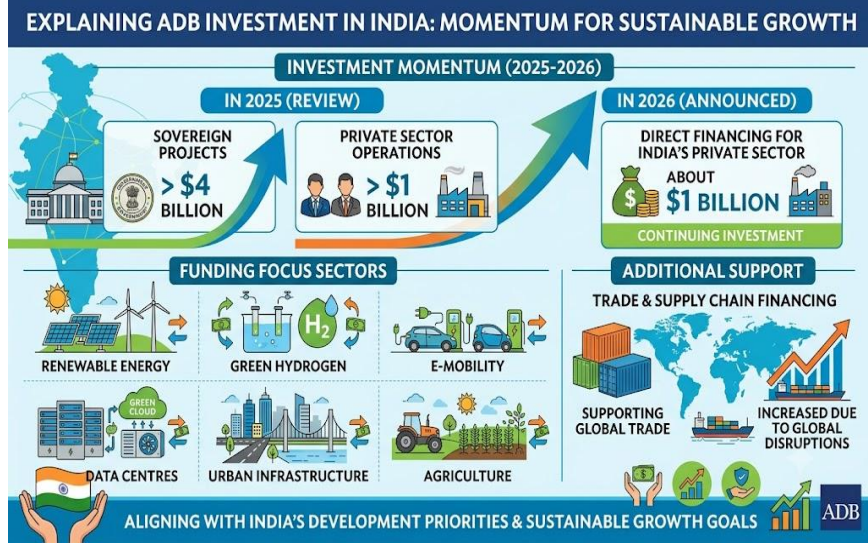 EXPLAINING ADB INVESTMENT IN INDIA: MOMENTUM FOR SUSTAINABLE GROWTH
INVESTMENT MOMENTUM (2025-2026)
IN 2025 (REVIEW)
SOVEREIGN
PROJECTS
> $4
BILLION
PRIVATE SECTOR
OPERATIONS
> $1
BILLION
IN 2026 (ANNOUNCED)
DIRECT FINANCING FOR
INDIA'S PRIVATE SECTOR
$
ABOUT
$1 BILLION
CONTINUING INVESTMENT
FUNDING FOCUS SECTORS
RENEWABLE ENERGY
H2
GREEN HYDROGEN
E-MOBILITY
GREEN
CLOUD
DATA CENTRES
URBAN INFRASTRUCTURE
AGRICULTURE
ADDITIONAL SUPPORT
TRADE & SUPPLY CHAIN FINANCING
SUPPORTING
GLOBAL TRADE
INCREASED DUE
TO GLOBAL
DISRUPTIONS
ALIGNING WITH INDIA'S DEVELOPMENT PRIORITIES & SUSTAINABLE GROWTH GOALS
ADB